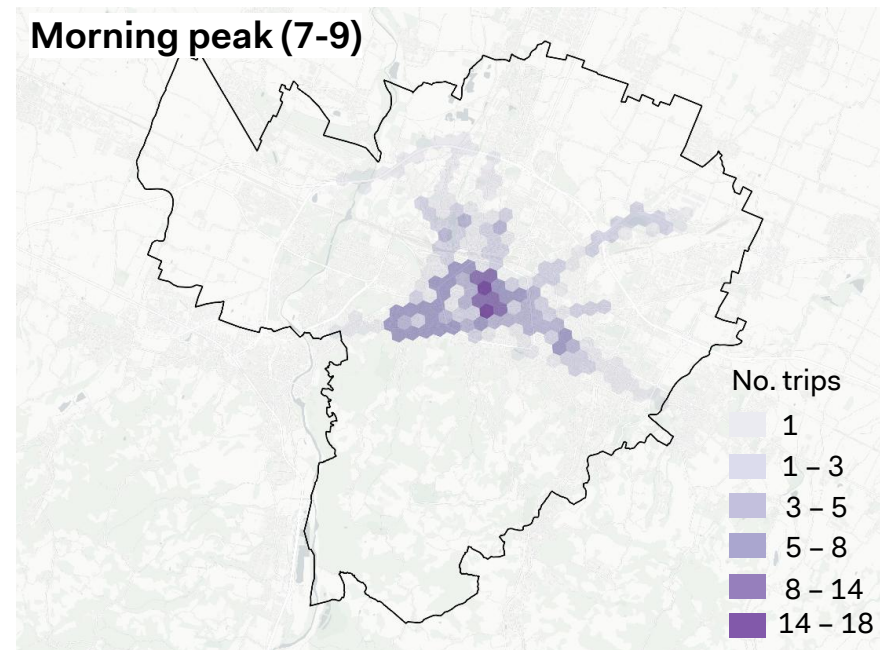 Morning peak (7-9)
No. trips
1
1 – 3
3 – 5
5 – 8
8 – 14
14 – 18